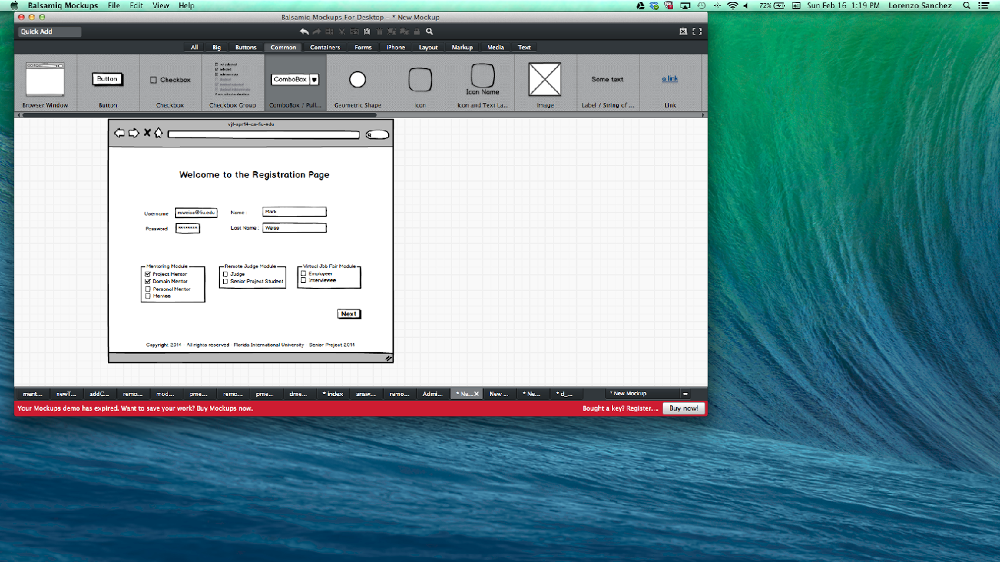 Balsamiq Mockups File Edit View Help 72% Sun Feb 16 1:19 PM Lorenzo Sanchez
Balsamiq Mockups For Desktop - * New Mockup
Quick Add
All Big Buttons Common Containers Forms iPhone Layout Markup Media Text
Button
Checkbox
ComboBox
Icon Name
Some text
a link
Browser Window Button Checkbox Checkbox Group ComboBox / Pull... Geometric Shape Icon Icon and Text La... Image Label / String of ... Link
vjf-apr14-cs-fiu-edu
Welcome to the Registration Page
Username mweiss@fiu.edu Name : Mark
Password ******** Last Name : Weiss
Mentoring Module Remote Judge Module Virtual Job Fair Module
Project Mentor Judge Employeer
Domain Mentor Senior Project Student Interviewee
Personal Mentor
Mentee
Next
Copyright 2014 - All rights reserved - Florida International University - Senior Project 2014
ment... newT... addC... remo... mod... pme... remo... pme... dme... * index answ... remo... Admi... * Ne... New ... * Ne... * d_... * New Mockup
Your Mockups demo has expired. Want to save your work? Buy Mockups now. Bought a key? Register... Buy now!